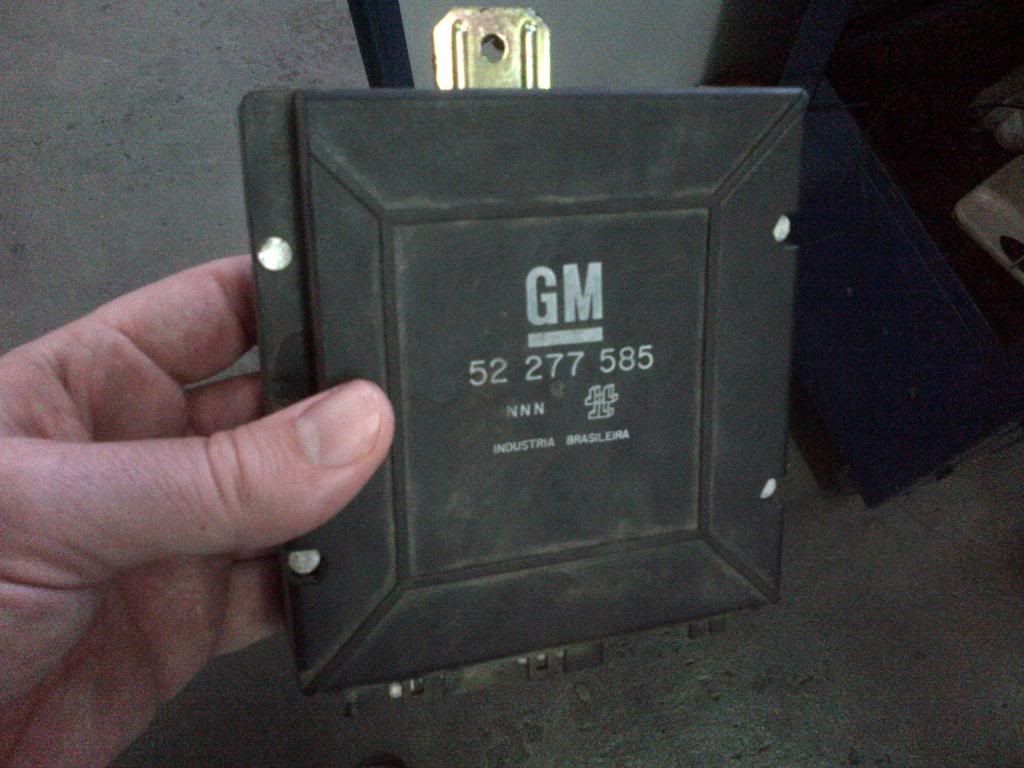 GM
52 277 585
NNN
INDUSTRIA BRASILEIRA